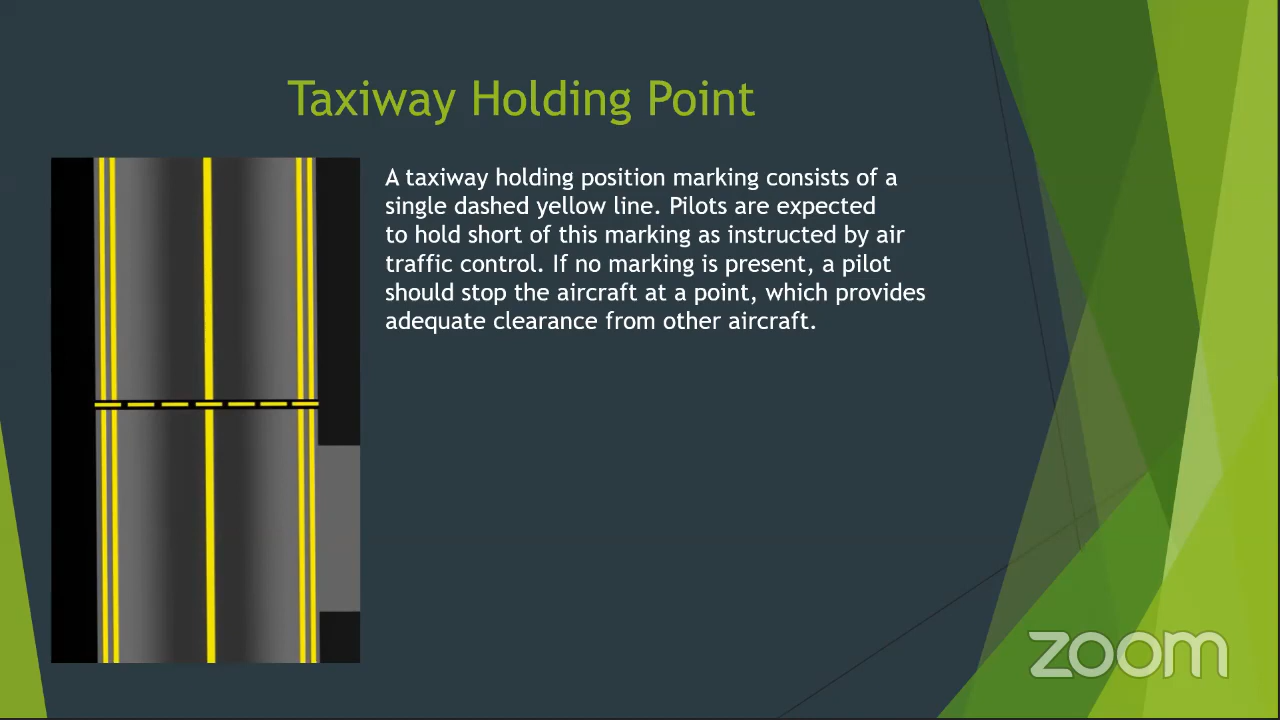 Taxiway Holding Point
A taxiway holding position marking consists of a
single dashed yellow line. Pilots are expected
to hold short of this marking as instructed by air
traffic control. If no marking is present, a pilot
should stop the aircraft at a point, which provides
adequate clearance from other aircraft.
zoom